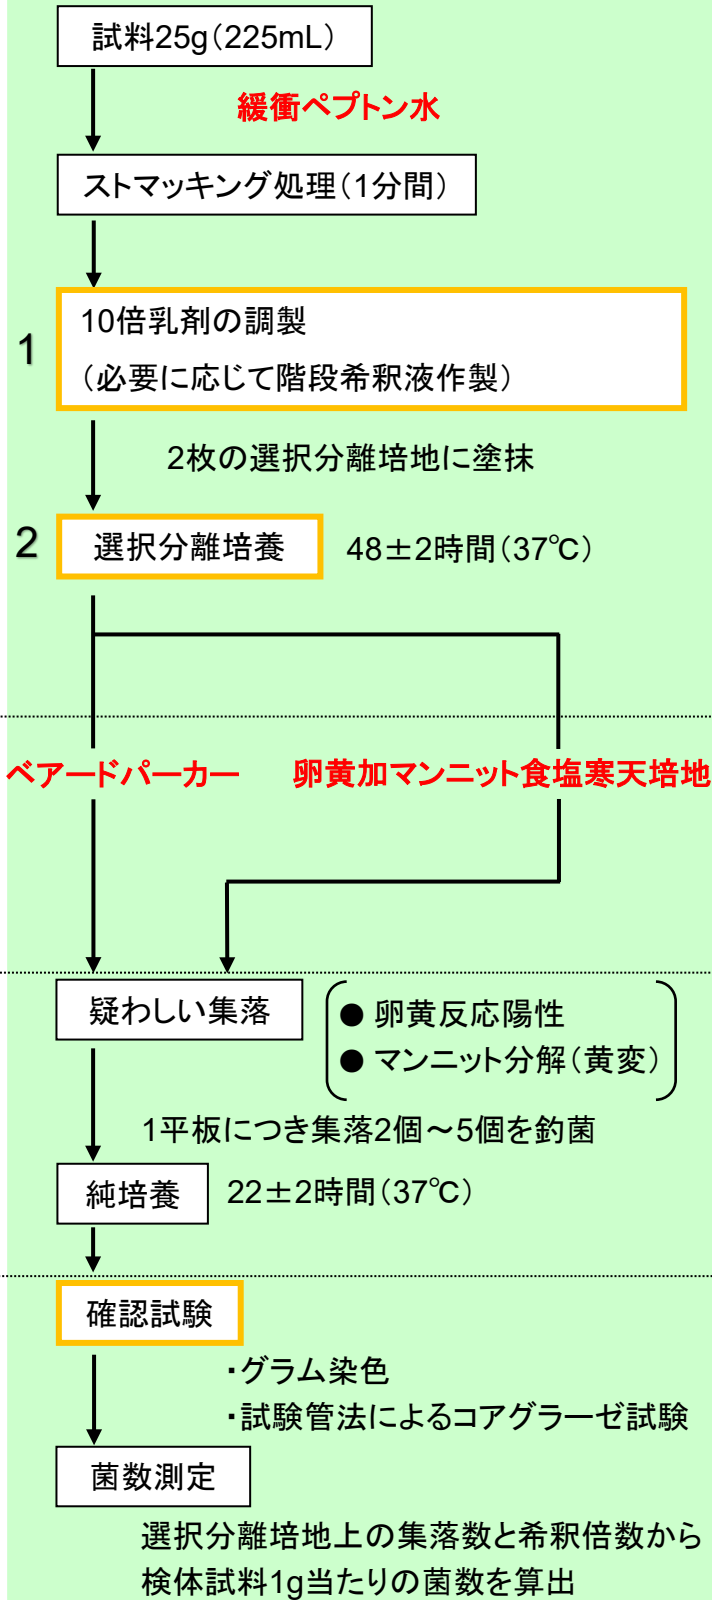 試料25g（225mL）
緩衝ペプトン水
ストマッキング処理（1分間）
1
10倍乳剤の調製
（必要に応じて階段希釈液作製）
2枚の選択分離培地に塗抹
2
選択分離培養
48±2時間（37℃）
ベアードパーカー
卵黄加マンニット食塩寒天培地
疑わしい集落
● 卵黄反応陽性
● マンニット分解（黄変）
1平板につき集落2個～5個を釣菌
純培養
22±2時間（37℃）
確認試験
・グラム染色
・試験管法によるコアグラーゼ試験
菌数測定
選択分離培地上の集落数と希釈倍数から
検体試料1g当たりの菌数を算出